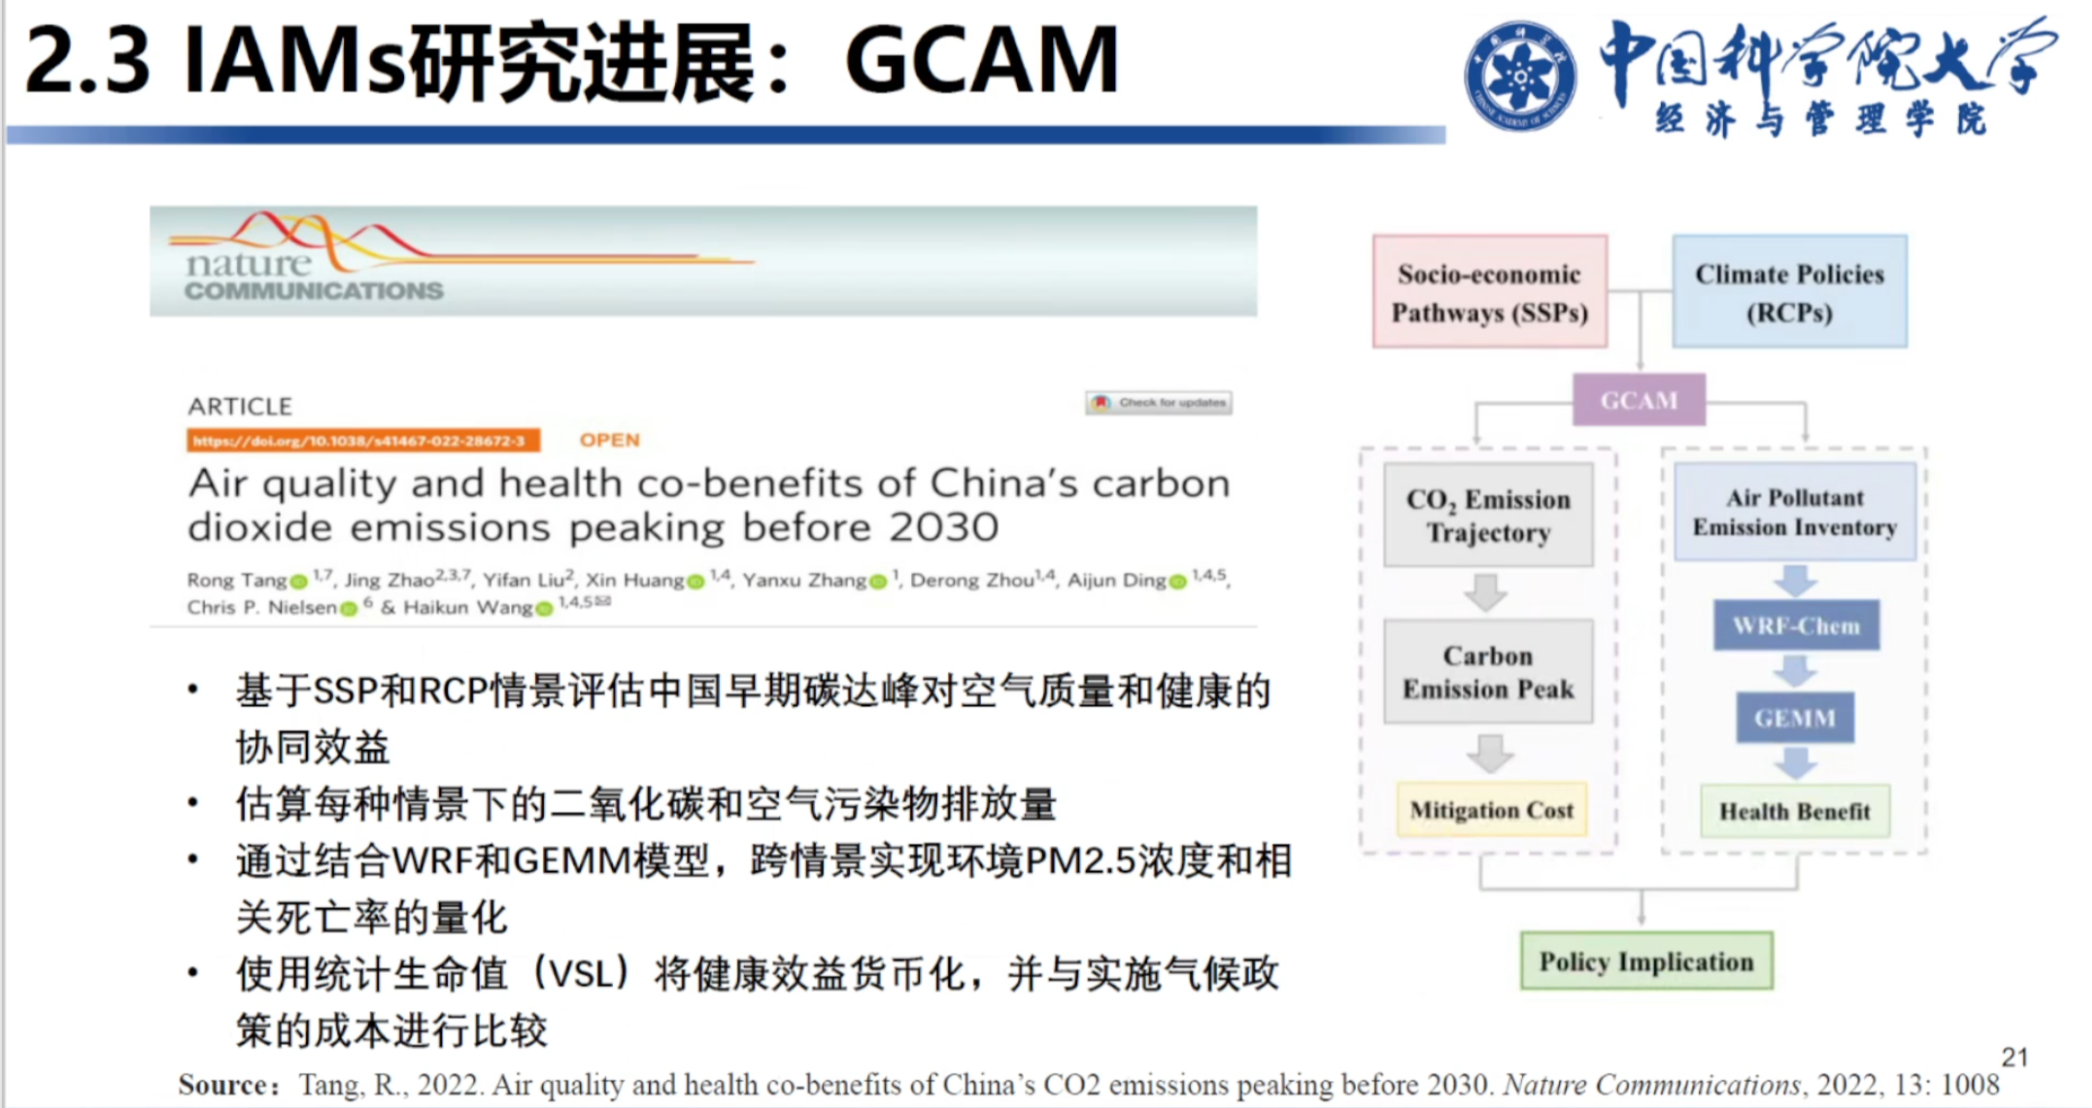 2.3 IAMs研究进展：GCAM
中国科学院大学
经济与管理学院
nature
COMMUNICATIONS
ARTICLE
Check for updates
https://doi.org/10.1038/s41467-022-28672-3
OPEN
Air quality and health co-benefits of China's carbon
dioxide emissions peaking before 2030
Rong Tang 1,7, Jing Zhao2,3,7, Yifan Liu2, Xin Huang 1,4, Yanxu Zhang 1, Derong Zhou1,4, Aijun Ding 1,4,5,
Chris P. Nielsen 6 & Haikun Wang 1,4,5✉
• 基于SSP和RCP情景评估中国早期碳达峰对空气质量和健康的
协同效益
• 估算每种情景下的二氧化碳和空气污染物排放量
• 通过结合WRF和GEMM模型，跨情景实现环境PM2.5浓度和相
关死亡率的量化
• 使用统计生命值（VSL）将健康效益货币化，并与实施气候政
策的成本进行比较
Socio-economic
Pathways (SSPs)
Climate Policies
(RCPs)
GCAM
CO₂ Emission
Trajectory
Carbon
Emission Peak
Mitigation Cost
Air Pollutant
Emission Inventory
WRF-Chem
GEMM
Health Benefit
Policy Implication
21
Source：Tang, R., 2022. Air quality and health co-benefits of China's CO2 emissions peaking before 2030. Nature Communications, 2022, 13: 1008